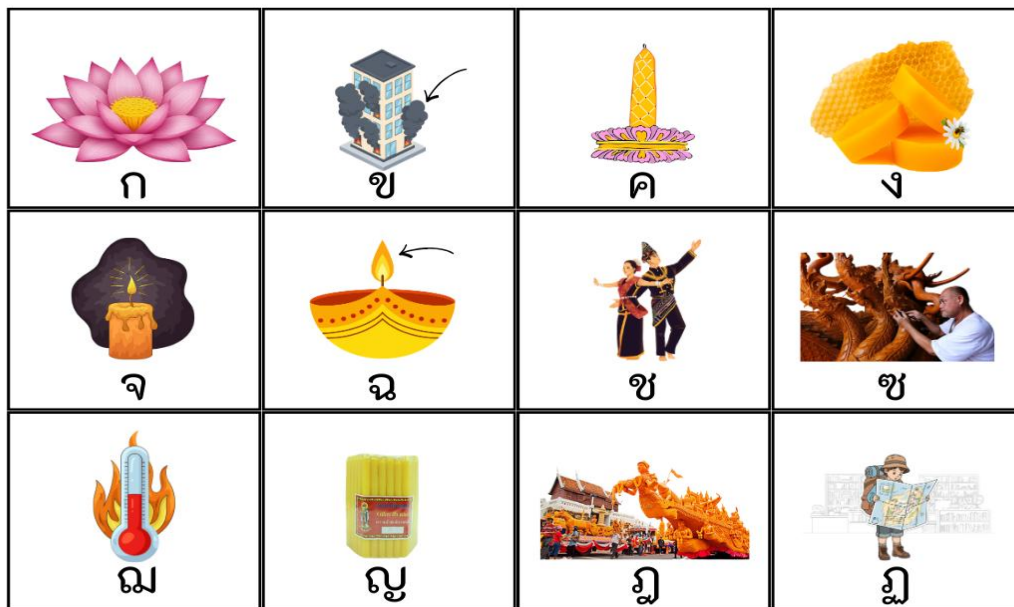 ก ข ค ง
จ ฉ ช ซ
ฌ ญ ฎ ฏ